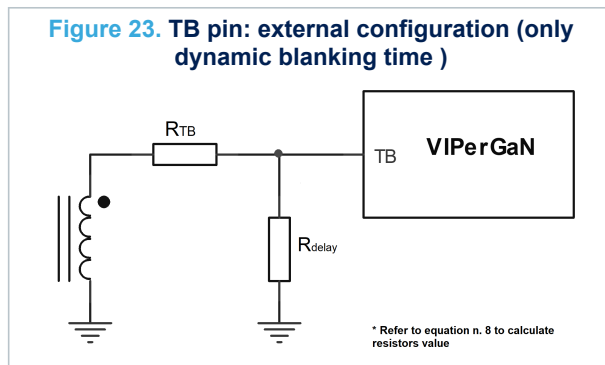 Figure 23. TB pin: external configuration (only
dynamic blanking time )
RTB
TB
VIPerGaN
Rdelay
* Refer to equation n. 8 to calculate
resistors value